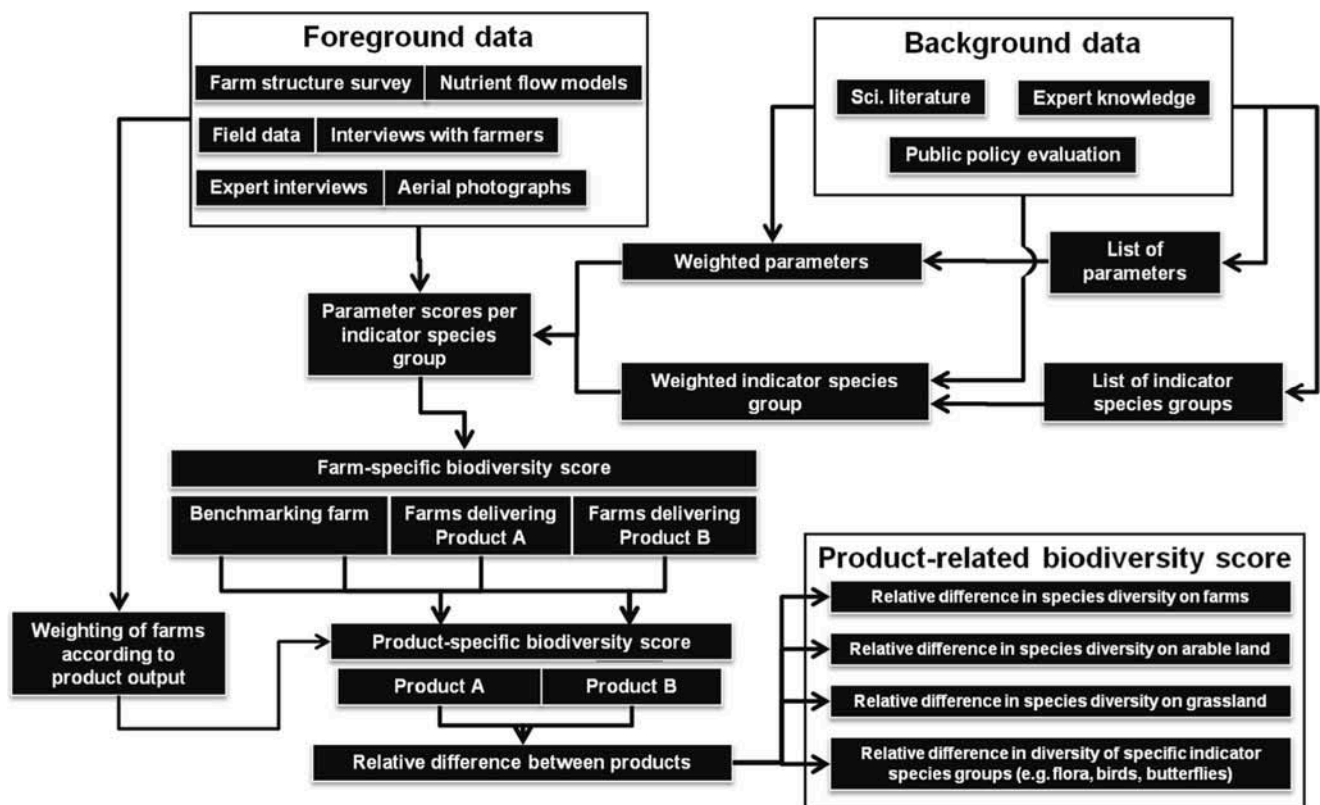 Foreground data
Farm structure survey
Nutrient flow models
Field data
Interviews with farmers
Expert interviews
Aerial photographs
Background data
Sci. literature
Expert knowledge
Public policy evaluation
Weighted parameters
List of
parameters
Parameter scores per
indicator species
group
Weighted indicator species
group
List of indicator
species groups
Farm-specific biodiversity score
Benchmarking farm
Farms delivering
Product A
Farms delivering
Product B
Weighting of farms
according to
product output
Product-specific biodiversity score
Product A
Product B
Relative difference between products
Product-related biodiversity score
Relative difference in species diversity on farms
Relative difference in species diversity on arable land
Relative difference in species diversity on grassland
Relative difference in diversity of specific indicator
species groups (e.g. flora, birds, butterflies)